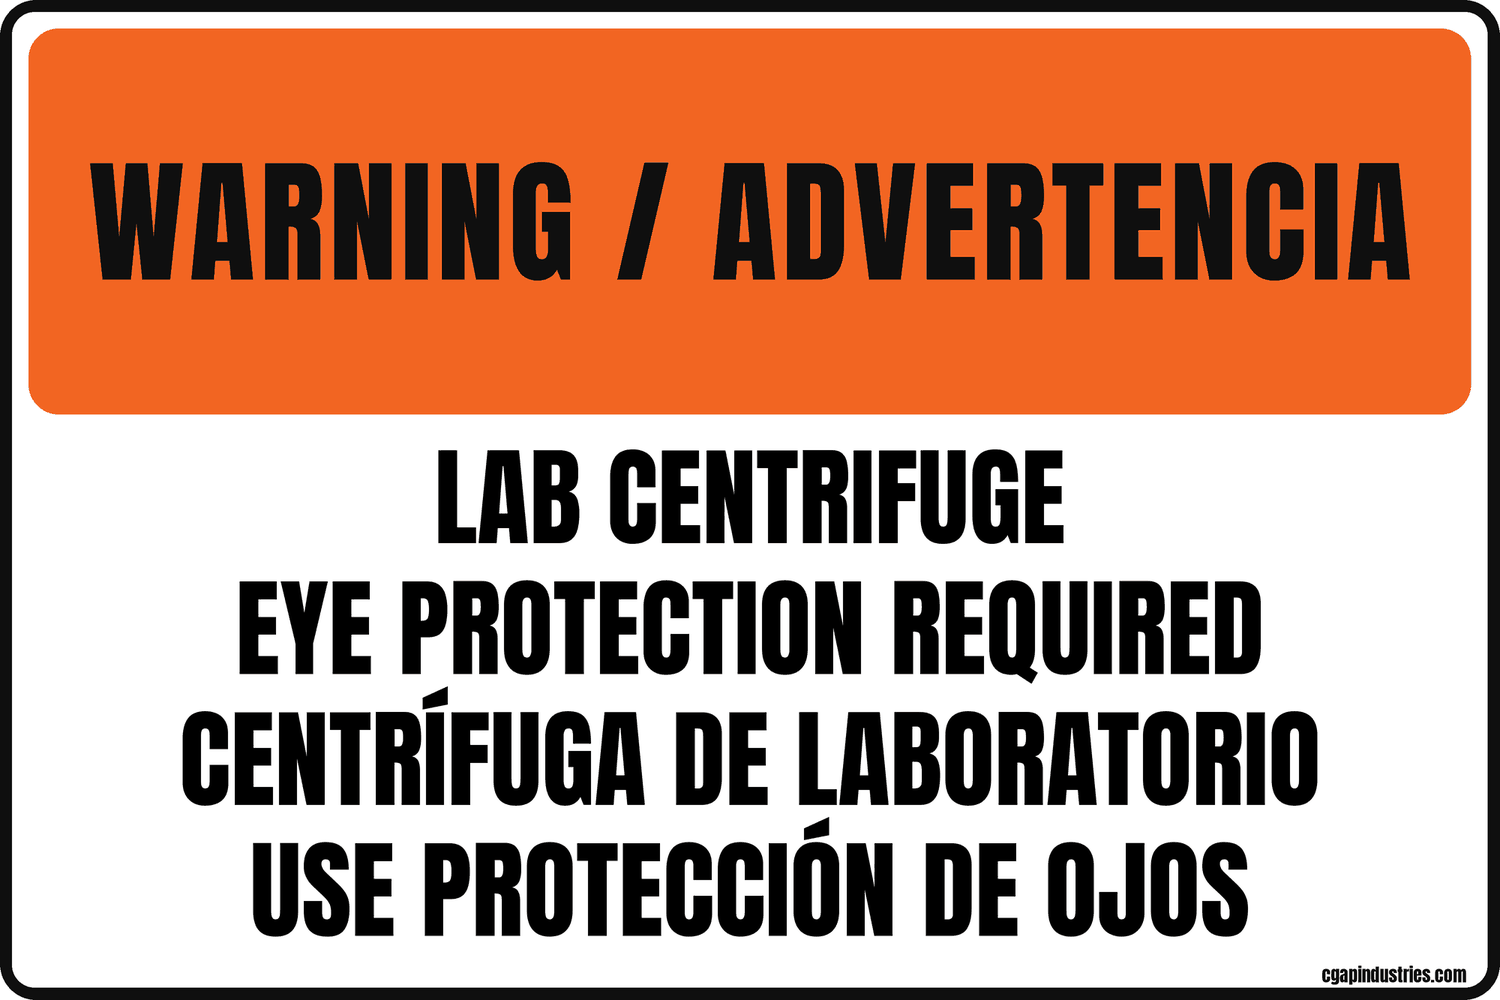 WARNING / ADVERTENCIA
LAB CENTRIFUGE
EYE PROTECTION REQUIRED
CENTRÍFUGA DE LABORATORIO
USE PROTECCIÓN DE OJOS
cgapindustries.com